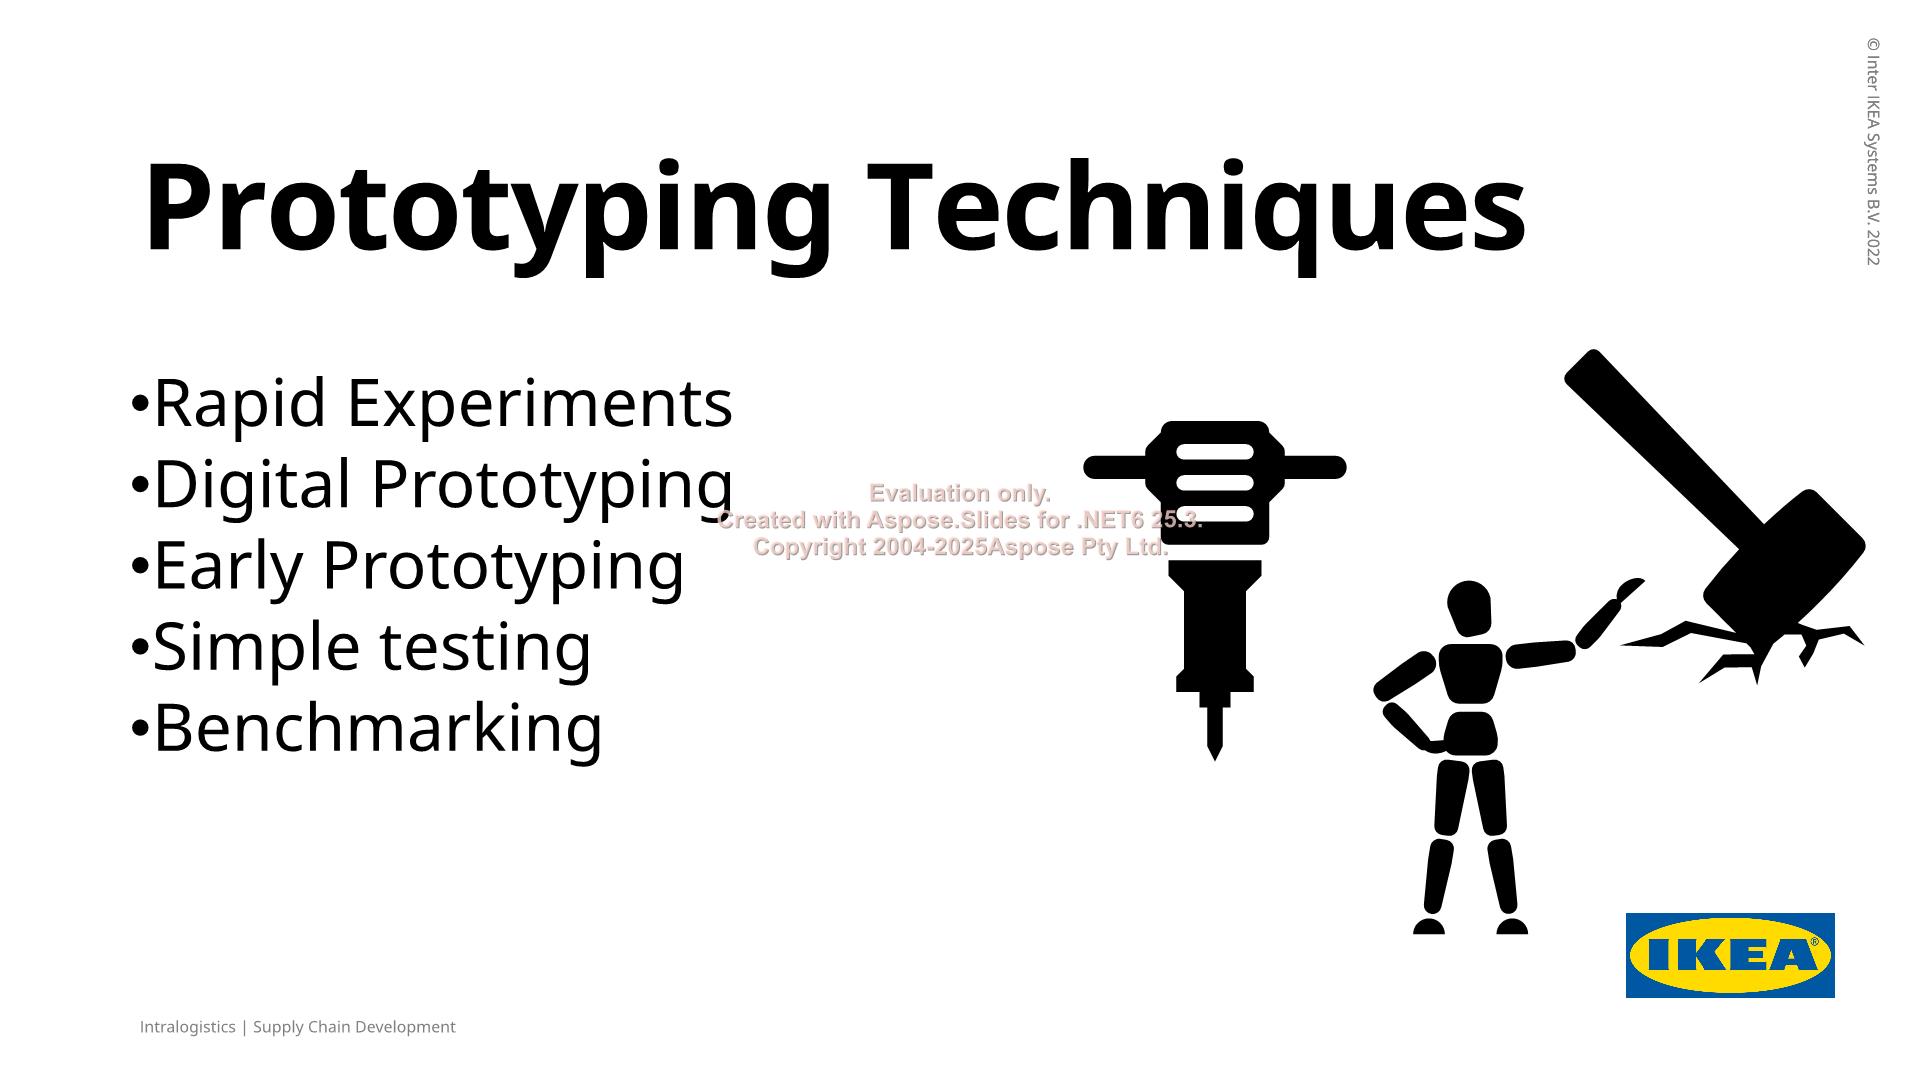 © Inter IKEA Systems B.V. 2022
Prototyping Techniques
•Rapid Experiments
•Digital Prototyping
•Early Prototyping
•Simple testing
•Benchmarking
Evaluation only.
Created with Aspose.Slides for .NET6 25.3.
Copyright 2004-2025Aspose Pty Ltd.
IKEA®
Intralogistics | Supply Chain Development